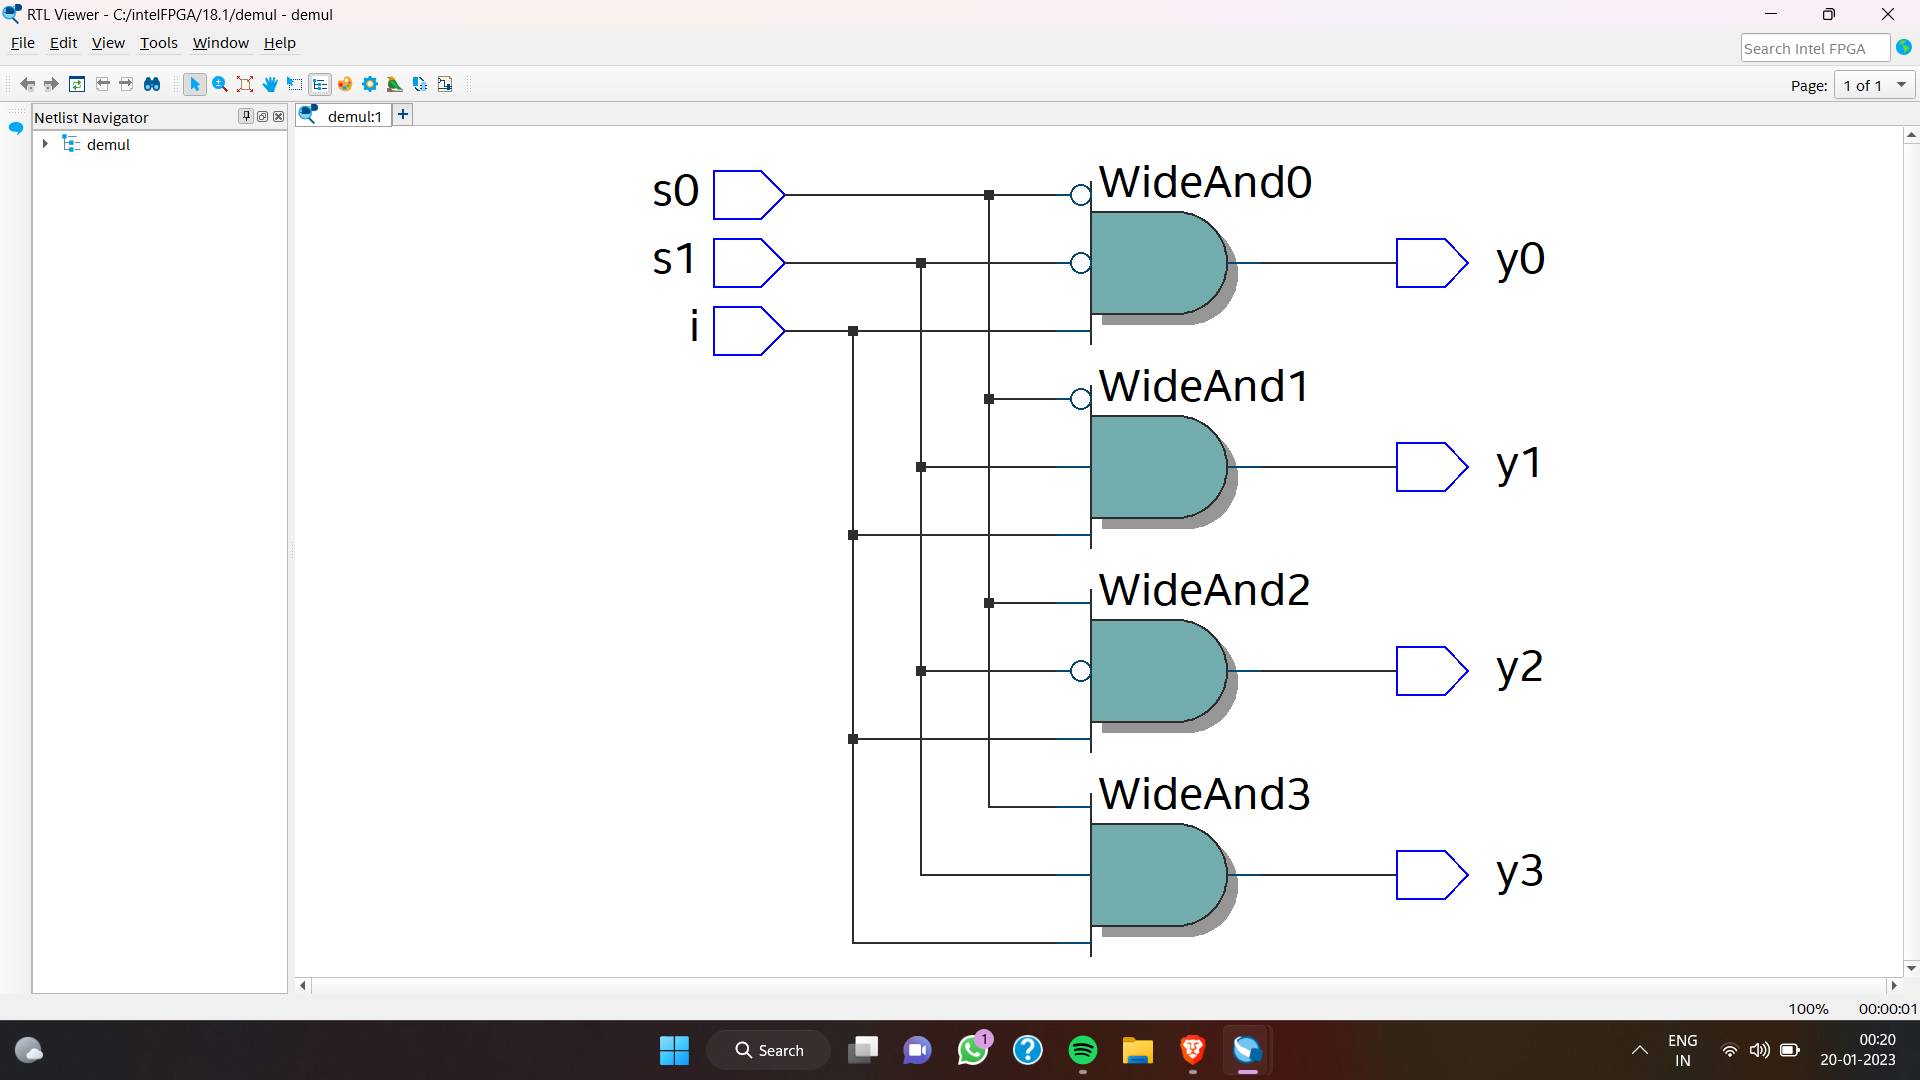 RTL Viewer - C:/intelFPGA/18.1/demul - demul
File Edit View Tools Window Help
Search Intel FPGA
Page: 1 of 1
Netlist Navigator
demul:1
demul
s0
s1
i
WideAnd0
y0
WideAnd1
y1
WideAnd2
y2
WideAnd3
y3
100% 00:00:01
Search
1
ENG
IN
00:20
20-01-2023